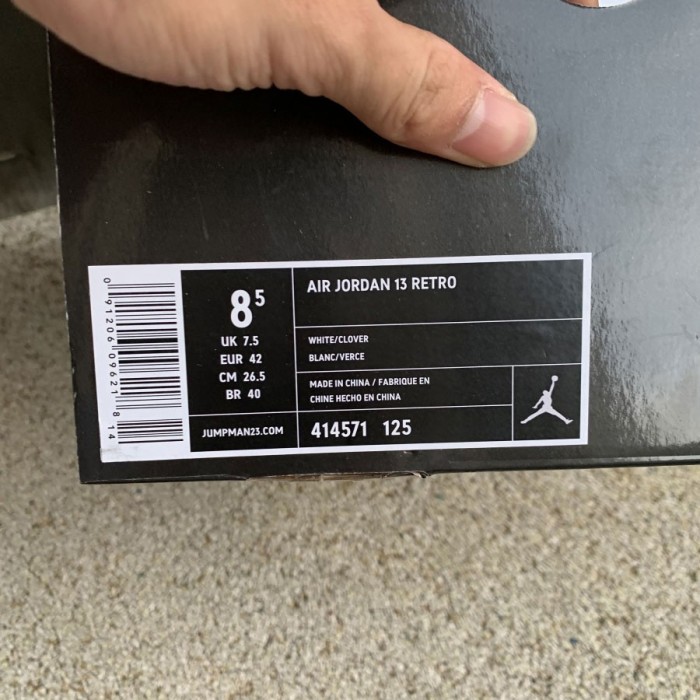 0 91206 09621 8 14
8⁵
UK 7.5
EUR 42
CM 26.5
BR 40
JUMPMAN23.COM
AIR JORDAN 13 RETRO
WHITE/CLOVER
BLANC/VERCE
MADE IN CHINA / FABRIQUE EN
CHINE HECHO EN CHINA
414571 125